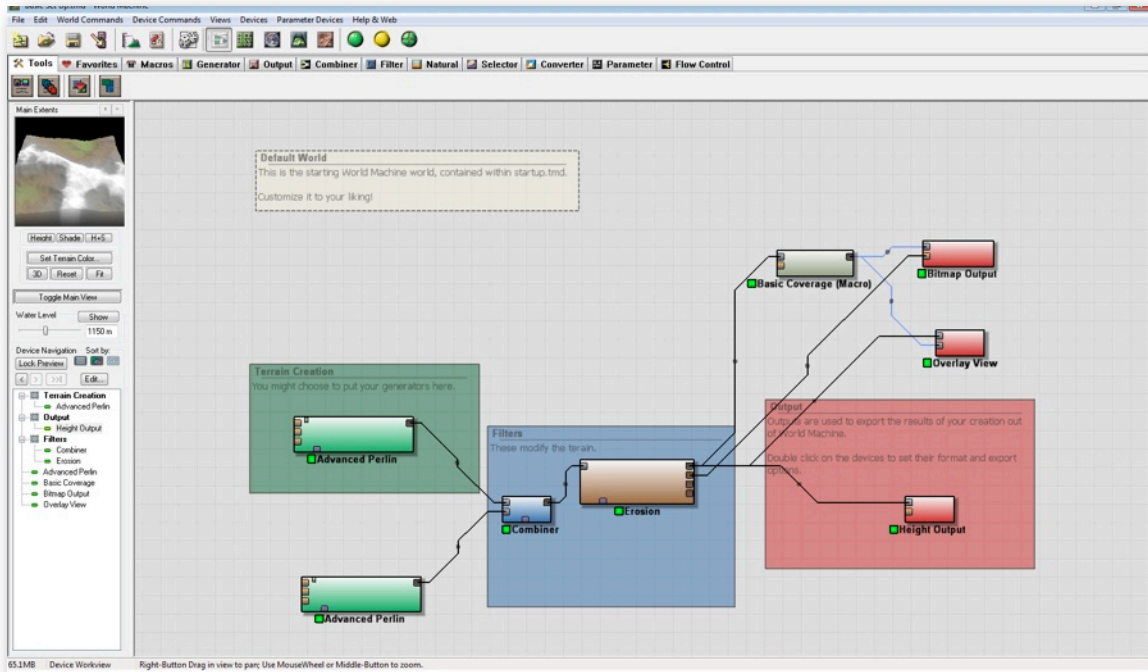 File Edit World Commands Device Commands Views Devices Parameter Devices Help & Web
Tools Favorites Macros Generator Output Combiner Filter Natural Selector Converter Parameter Flow Control
Main Extents
Height Shade H+S
Set Terrain Color...
3D Reset Fit
Toggle Main View
Water Level Show
1150 m
Device Navigation Sort by:
Lock Preview
< > >>| Edit...
Terrain Creation
Advanced Perlin
Output
Height Output
Filters
Combiner
Erosion
Advanced Perlin
Basic Coverage
Bitmap Output
Overlay View
Default World
This is the starting World Machine world, contained within startup.tmd.
Customize it to your liking!
Basic Coverage (Macro)
Bitmap Output
Overlay View
Terrain Creation
You might choose to put your generators here.
Advanced Perlin
Filters
These modify the terrain.
Combiner
Erosion
Output
Outputs are used to export the results of your creation out
of World Machine.
Double click on the devices to set their format and export
options.
Height Output
Advanced Perlin
65.1MB Device Workview Right-Button Drag in view to pan; Use MouseWheel or Middle-Button to zoom.